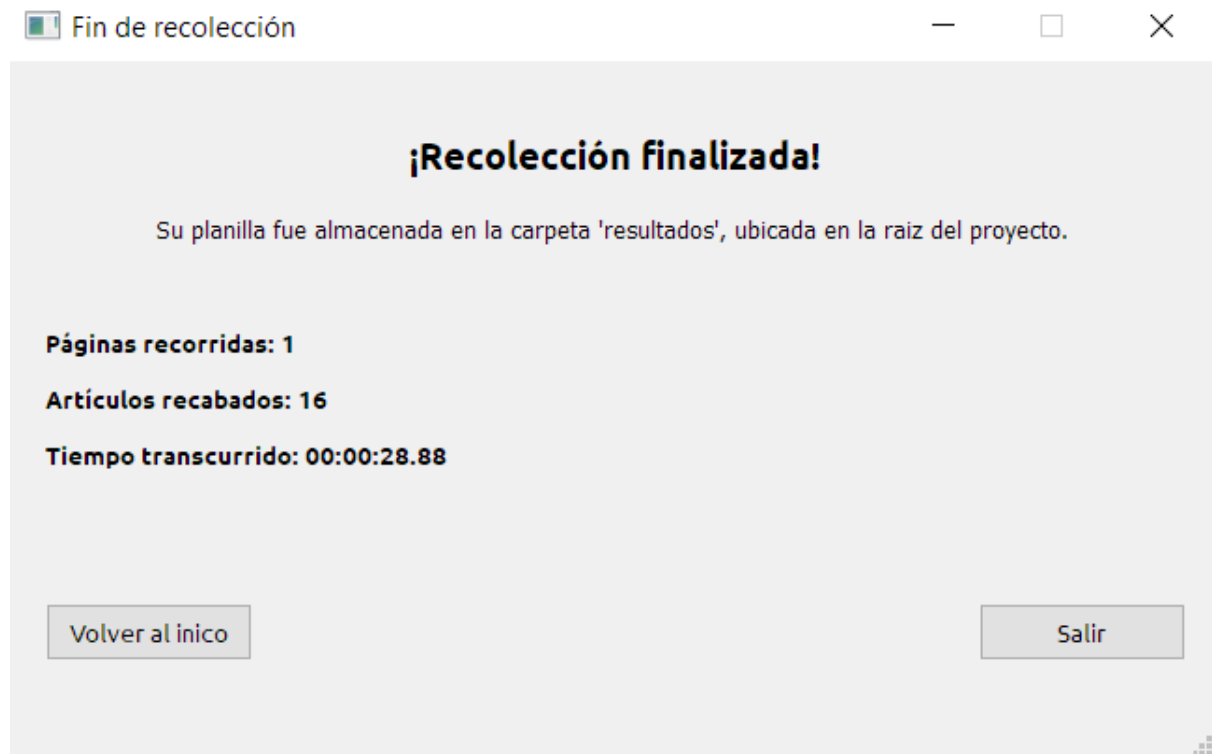 Fin de recolección
¡Recolección finalizada!
Su planilla fue almacenada en la carpeta 'resultados', ubicada en la raiz del proyecto.
Páginas recorridas: 1
Artículos recabados: 16
Tiempo transcurrido: 00:00:28.88
Volver al inico
Salir